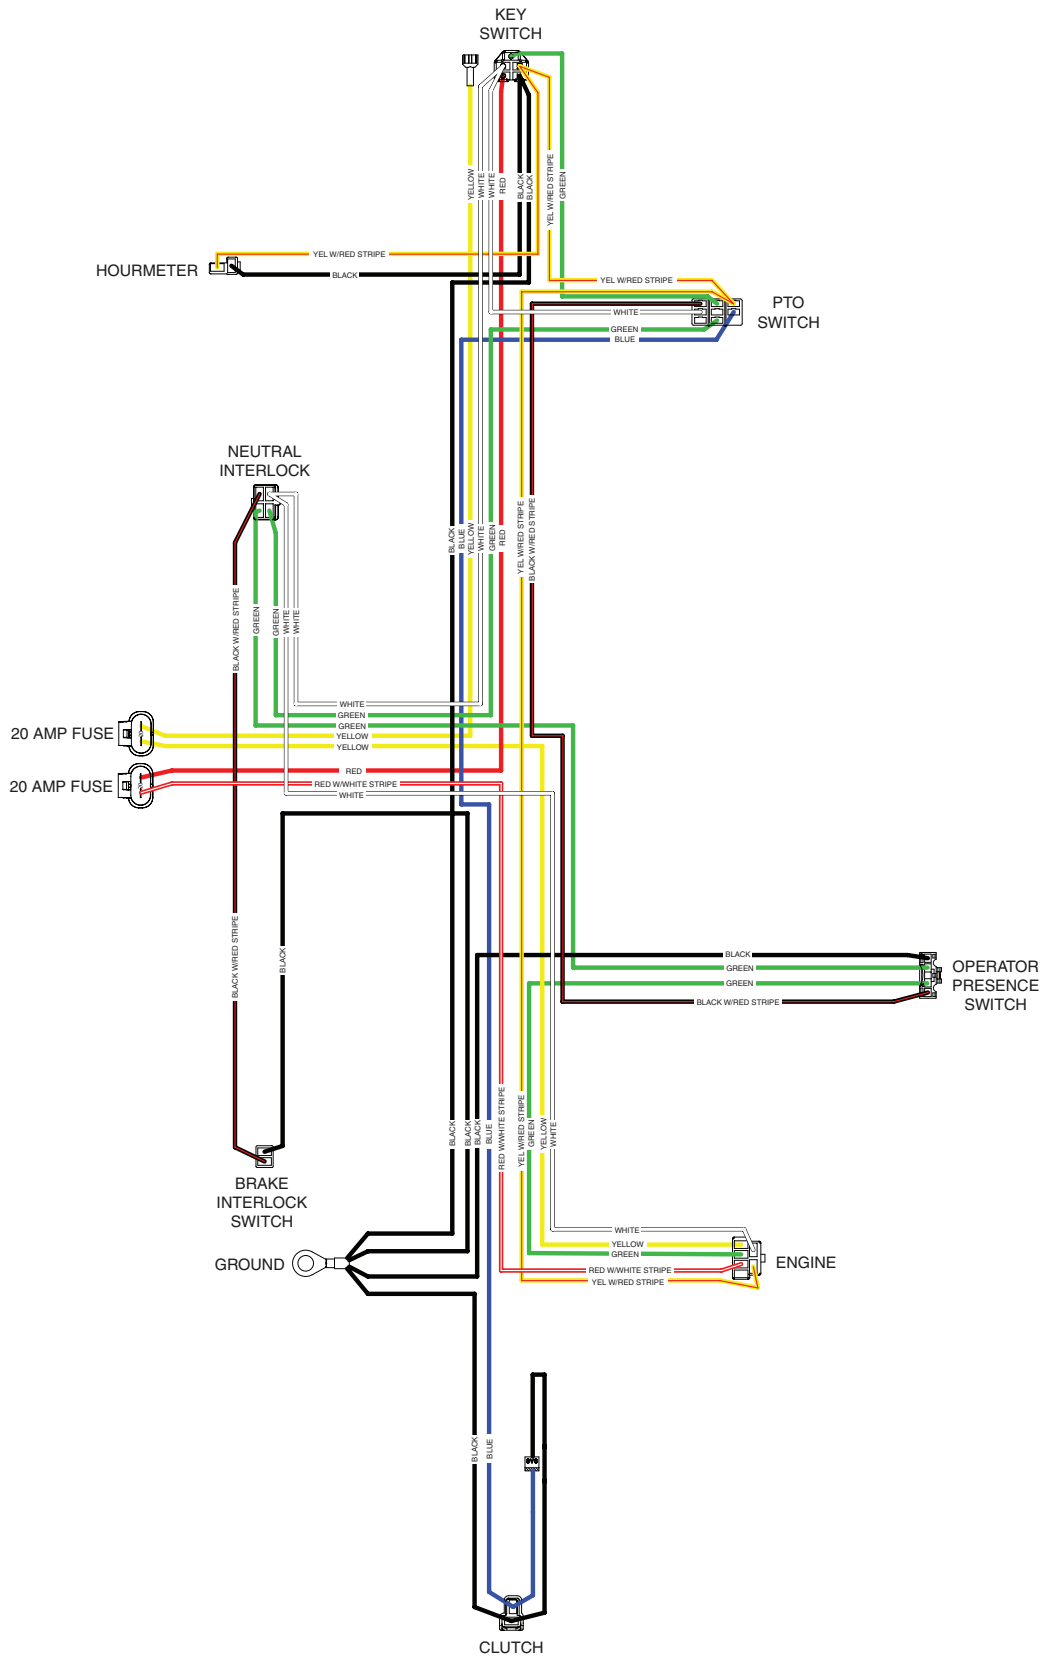 KEY
SWITCH
YELLOW
WHITE
WHITE
RED
BLACK
BLACK
YEL W/RED STRIPE
GREEN
YEL W/RED STRIPE
HOURMETER
BLACK
YEL W/RED STRIPE
PTO
SWITCH
WHITE
GREEN
BLUE
NEUTRAL
INTERLOCK
BLACK
BLUE
YELLOW
WHITE
GREEN
RED
YEL W/RED STRIPE
BLACK W/RED STRIPE
BLACK W/RED STRIPE
GREEN
GREEN
WHITE
WHITE
WHITE
GREEN
GREEN
20 AMP FUSE
YELLOW
YELLOW
RED
20 AMP FUSE
RED W/WHITE STRIPE
WHITE
BLACK W/RED STRIPE
BLACK
BLACK
GREEN
GREEN
BLACK W/RED STRIPE
OPERATOR
PRESENCE
SWITCH
BLACK
BLACK
BLACK
BLUE
RED W/WHITE STRIPE
YEL W/RED STRIPE
GREEN
YELLOW
WHITE
BRAKE
INTERLOCK
SWITCH
WHITE
YELLOW
GREEN
GROUND
ENGINE
RED W/WHITE STRIPE
YEL W/RED STRIPE
BLACK
BLUE
CLUTCH